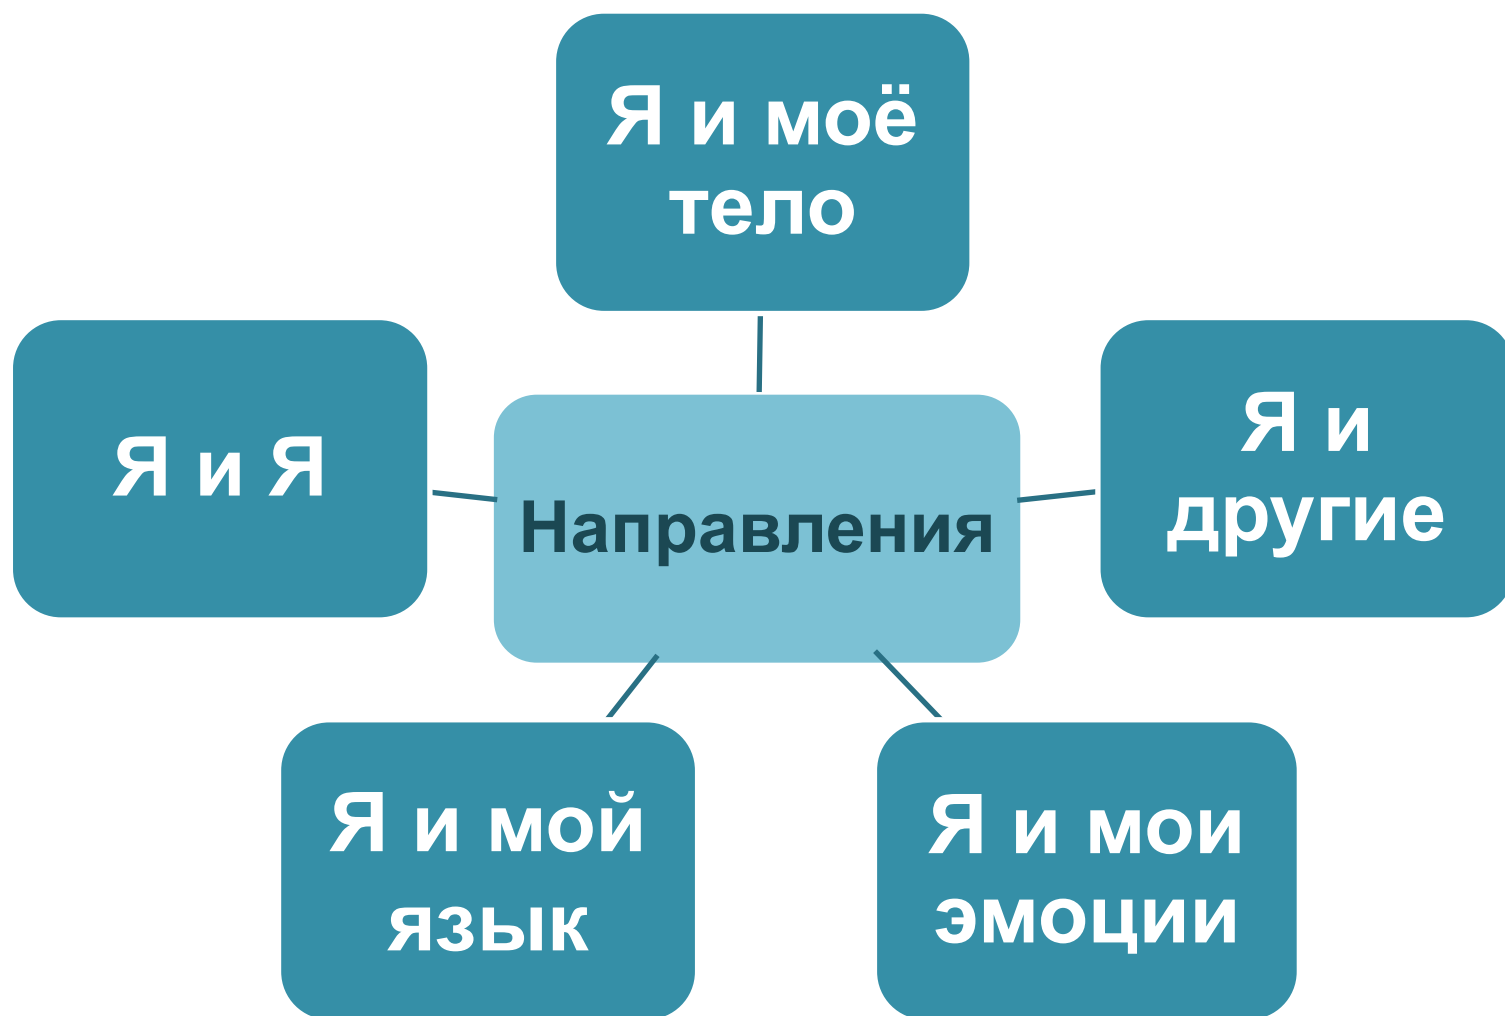 Я и моё
тело
Я и Я
Направления
Я и
другие
Я и мой
язык
Я и мои
эмоции